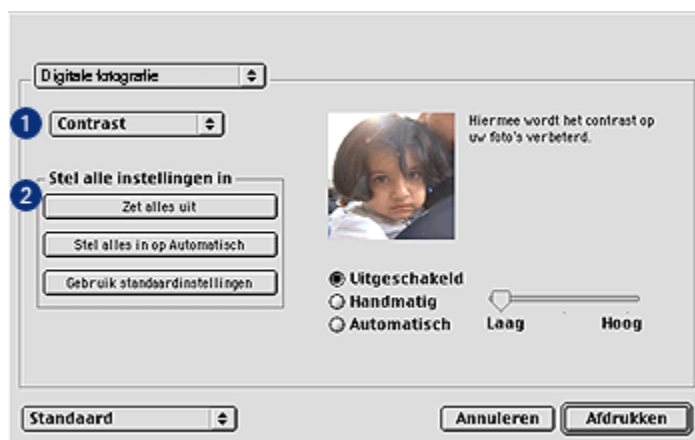 Digitale fotografie
1
Contrast
Hiermee wordt het contrast op
uw foto's verbeterd.
Stel alle instellingen in
2
Zet alles uit
Stel alles in op Automatisch
Gebruik standaardinstellingen
Uitgeschakeld
Handmatig
Automatisch
Laag
Hoog
Standaard
Annuleren
Afdrukken